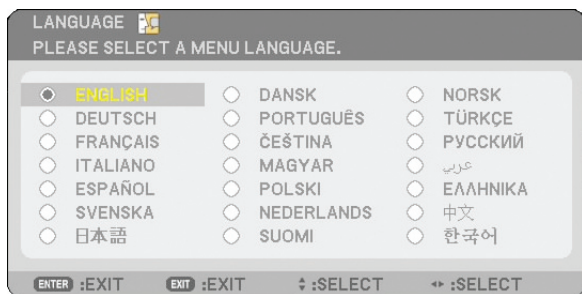 LANGUAGE
PLEASE SELECT A MENU LANGUAGE.
ENGLISH DANSK NORSK
DEUTSCH PORTUGUÊS TÜRKÇE
FRANÇAIS ČEŠTINA РУССКИЙ
ITALIANO MAGYAR عربي
ESPAÑOL POLSKI ΕΛΛΗΝΙΚΑ
SVENSKA NEDERLANDS 中文
日本語 SUOMI 한국어
ENTER :EXIT EXIT :EXIT :SELECT :SELECT